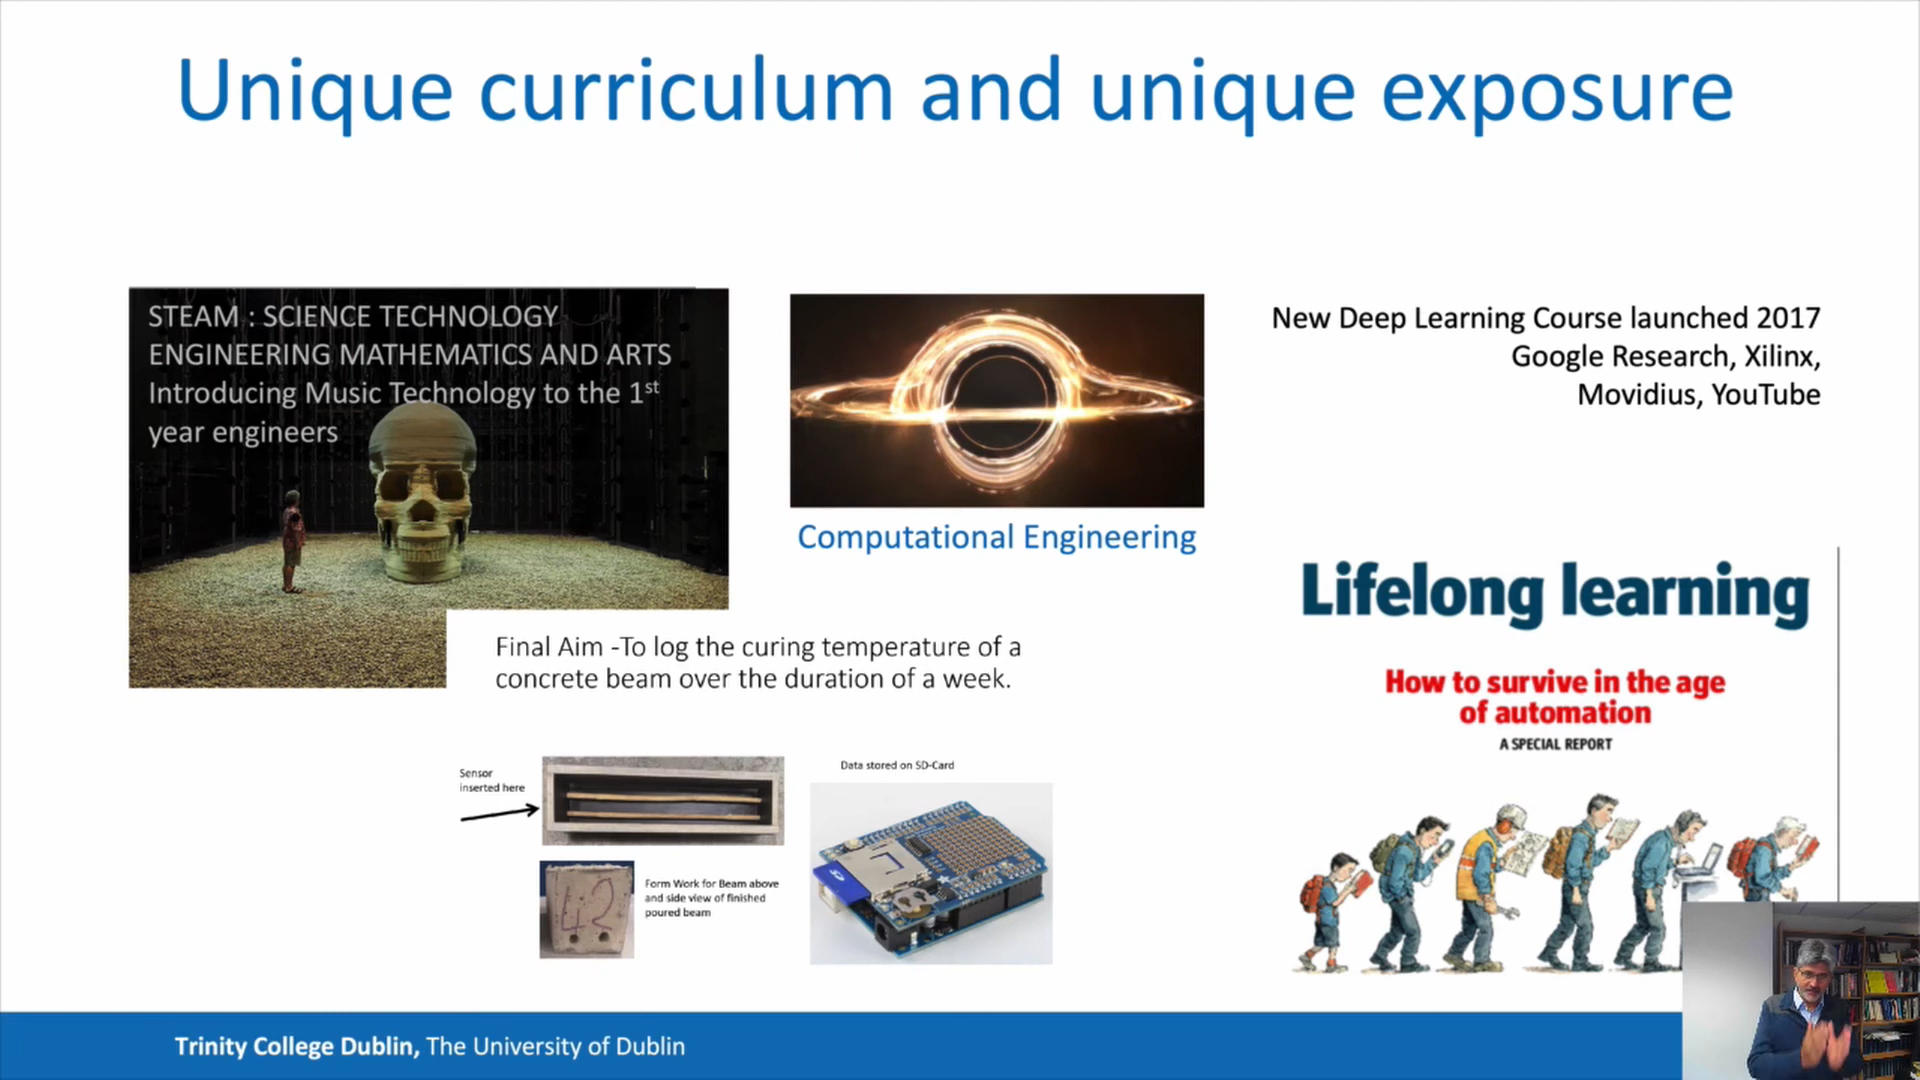 Unique curriculum and unique exposure
STEAM : SCIENCE TECHNOLOGY
ENGINEERING MATHEMATICS AND ARTS
Introducing Music Technology to the 1st
year engineers
Computational Engineering
New Deep Learning Course launched 2017
Google Research, Xilinx,
Movidius, YouTube
Final Aim -To log the curing temperature of a
concrete beam over the duration of a week.
Sensor
inserted here
42
Form Work for Beam above
and side view of finished
poured beam
Data stored on SD-Card
Lifelong learning
How to survive in the age
of automation
A SPECIAL REPORT
Trinity College Dublin, The University of Dublin